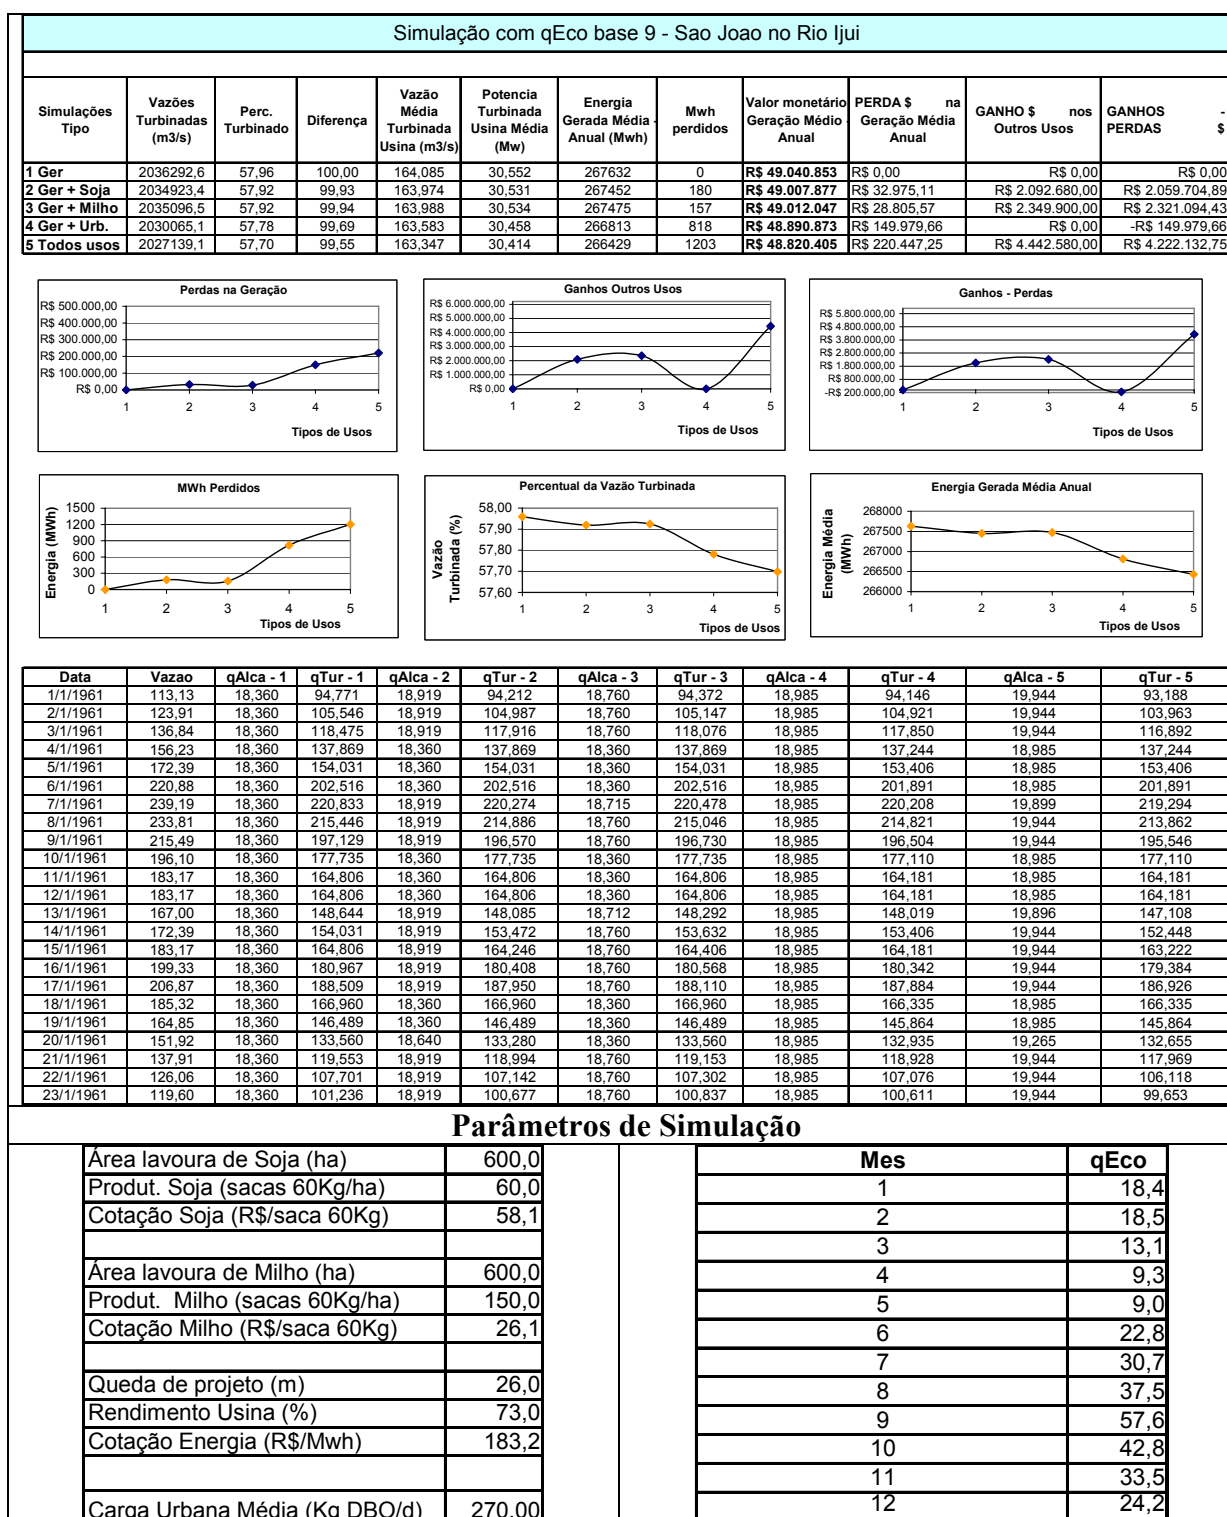 Simulação com qEco base 9 - Sao Joao no Rio Ijui
Simulações Tipo | Vazões Turbinadas (m3/s) | Perc. Turbinado | Diferença | Vazão Média Turbinada Usina (m3/s) | Potencia Turbinada Usina Média (Mw) | Energia Gerada Média - Anual (Mwh) | Mwh perdidos | Valor monetário Geração Médio - Anual | PERDA $ na Geração Média Anual | GANHO $ nos Outros Usos | GANHOS - PERDAS $
1 Ger | 2036292,6 | 57,96 | 100,00 | 164,085 | 30,552 | 267632 | 0 | R$ 49.040.853 | R$ 0,00 | R$ 0,00 | R$ 0,00
2 Ger + Soja | 2034923,4 | 57,92 | 99,93 | 163,974 | 30,531 | 267452 | 180 | R$ 49.007.877 | R$ 32.975,11 | R$ 2.092.680,00 | R$ 2.059.704,89
3 Ger + Milho | 2035096,5 | 57,92 | 99,94 | 163,988 | 30,534 | 267475 | 157 | R$ 49.012.047 | R$ 28.805,57 | R$ 2.349.900,00 | R$ 2.321.094,43
4 Ger + Urb. | 2030065,1 | 57,78 | 99,69 | 163,583 | 30,458 | 266813 | 818 | R$ 48.890.873 | R$ 149.979,66 | R$ 0,00 | -R$ 149.979,66
5 Todos usos | 2027139,1 | 57,70 | 99,55 | 163,347 | 30,414 | 266429 | 1203 | R$ 48.820.405 | R$ 220.447,25 | R$ 4.442.580,00 | R$ 4.222.132,75
Perdas na Geração
R$ 500.000,00
R$ 400.000,00
R$ 300.000,00
R$ 200.000,00
R$ 100.000,00
R$ 0,00
1 2 3 4 5
Tipos de Usos
Ganhos Outros Usos
R$ 6.000.000,00
R$ 5.000.000,00
R$ 4.000.000,00
R$ 3.000.000,00
R$ 2.000.000,00
R$ 1.000.000,00
R$ 0,00
1 2 3 4 5
Tipos de Usos
Ganhos - Perdas
R$ 5.800.000,00
R$ 4.800.000,00
R$ 3.800.000,00
R$ 2.800.000,00
R$ 1.800.000,00
R$ 800.000,00
-R$ 200.000,00
1 2 3 4 5
Tipos de Usos
MWh Perdidos
Energia (MWh)
1500
1200
900
600
300
0
1 2 3 4 5
Tipos de Usos
Percentual da Vazão Turbinada
Vazão Turbinada (%)
58,00
57,90
57,80
57,70
57,60
1 2 3 4 5
Tipos de Usos
Energia Gerada Média Anual
Energia Média (MWh)
268000
267500
267000
266500
266000
1 2 3 4 5
Tipos de Usos
Data | Vazao | qAlca - 1 | qTur - 1 | qAlca - 2 | qTur - 2 | qAlca - 3 | qTur - 3 | qAlca - 4 | qTur - 4 | qAlca - 5 | qTur - 5
1/1/1961 | 113,13 | 18,360 | 94,771 | 18,919 | 94,212 | 18,760 | 94,372 | 18,985 | 94,146 | 19,944 | 93,188
2/1/1961 | 123,91 | 18,360 | 105,546 | 18,919 | 104,987 | 18,760 | 105,147 | 18,985 | 104,921 | 19,944 | 103,963
3/1/1961 | 136,84 | 18,360 | 118,475 | 18,919 | 117,916 | 18,760 | 118,076 | 18,985 | 117,850 | 19,944 | 116,892
4/1/1961 | 156,23 | 18,360 | 137,869 | 18,360 | 137,869 | 18,360 | 137,869 | 18,985 | 137,244 | 18,985 | 137,244
5/1/1961 | 172,39 | 18,360 | 154,031 | 18,360 | 154,031 | 18,360 | 154,031 | 18,985 | 153,406 | 18,985 | 153,406
6/1/1961 | 220,88 | 18,360 | 202,516 | 18,360 | 202,516 | 18,360 | 202,516 | 18,985 | 201,891 | 18,985 | 201,891
7/1/1961 | 239,19 | 18,360 | 220,833 | 18,919 | 220,274 | 18,715 | 220,478 | 18,985 | 220,208 | 19,899 | 219,294
8/1/1961 | 233,81 | 18,360 | 215,446 | 18,919 | 214,886 | 18,760 | 215,046 | 18,985 | 214,821 | 19,944 | 213,862
9/1/1961 | 215,49 | 18,360 | 197,129 | 18,919 | 196,570 | 18,760 | 196,730 | 18,985 | 196,504 | 19,944 | 195,546
10/1/1961 | 196,10 | 18,360 | 177,735 | 18,360 | 177,735 | 18,360 | 177,735 | 18,985 | 177,110 | 18,985 | 177,110
11/1/1961 | 183,17 | 18,360 | 164,806 | 18,360 | 164,806 | 18,360 | 164,806 | 18,985 | 164,181 | 18,985 | 164,181
12/1/1961 | 183,17 | 18,360 | 164,806 | 18,360 | 164,806 | 18,360 | 164,806 | 18,985 | 164,181 | 18,985 | 164,181
13/1/1961 | 167,00 | 18,360 | 148,644 | 18,919 | 148,085 | 18,712 | 148,292 | 18,985 | 148,019 | 19,896 | 147,108
14/1/1961 | 172,39 | 18,360 | 154,031 | 18,919 | 153,472 | 18,760 | 153,632 | 18,985 | 153,406 | 19,944 | 152,448
15/1/1961 | 183,17 | 18,360 | 164,806 | 18,919 | 164,246 | 18,760 | 164,406 | 18,985 | 164,181 | 19,944 | 163,222
16/1/1961 | 199,33 | 18,360 | 180,967 | 18,919 | 180,408 | 18,760 | 180,568 | 18,985 | 180,342 | 19,944 | 179,384
17/1/1961 | 206,87 | 18,360 | 188,509 | 18,919 | 187,950 | 18,760 | 188,110 | 18,985 | 187,884 | 19,944 | 186,926
18/1/1961 | 185,32 | 18,360 | 166,960 | 18,360 | 166,960 | 18,360 | 166,960 | 18,985 | 166,335 | 18,985 | 166,335
19/1/1961 | 164,85 | 18,360 | 146,489 | 18,360 | 146,489 | 18,360 | 146,489 | 18,985 | 145,864 | 18,985 | 145,864
20/1/1961 | 151,92 | 18,360 | 133,560 | 18,640 | 133,280 | 18,360 | 133,560 | 18,985 | 132,935 | 19,265 | 132,655
21/1/1961 | 137,91 | 18,360 | 119,553 | 18,919 | 118,994 | 18,760 | 119,153 | 18,985 | 118,928 | 19,944 | 117,969
22/1/1961 | 126,06 | 18,360 | 107,701 | 18,919 | 107,142 | 18,760 | 107,302 | 18,985 | 107,076 | 19,944 | 106,118
23/1/1961 | 119,60 | 18,360 | 101,236 | 18,919 | 100,677 | 18,760 | 100,837 | 18,985 | 100,611 | 19,944 | 99,653
Parâmetros de Simulação
Área lavoura de Soja (ha) | 600,0
Produt. Soja (sacas 60Kg/ha) | 60,0
Cotação Soja (R$/saca 60Kg) | 58,1
Área lavoura de Milho (ha) | 600,0
Produt. Milho (sacas 60Kg/ha) | 150,0
Cotação Milho (R$/saca 60Kg) | 26,1
Queda de projeto (m) | 26,0
Rendimento Usina (%) | 73,0
Cotação Energia (R$/Mwh) | 183,2
Carga Urbana Média (Kg DBO/d) | 270,00
Mes | qEco
1 | 18,4
2 | 18,5
3 | 13,1
4 | 9,3
5 | 9,0
6 | 22,8
7 | 30,7
8 | 37,5
9 | 57,6
10 | 42,8
11 | 33,5
12 | 24,2